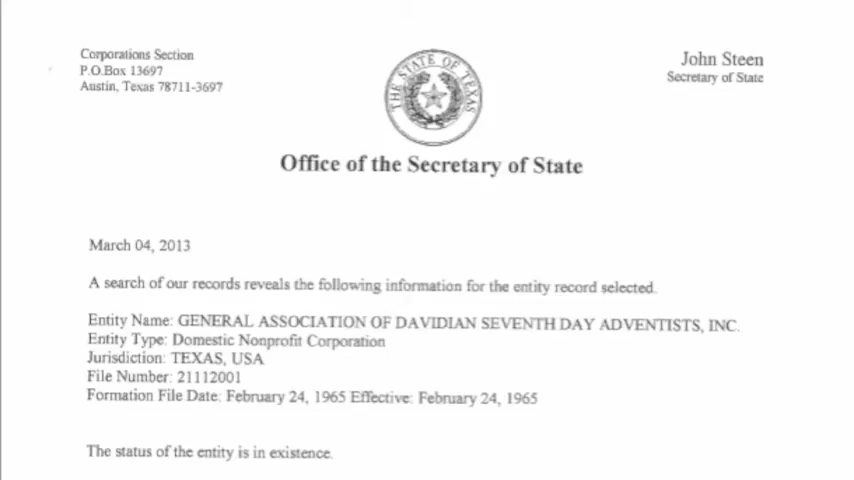 Corporations Section
P.O.Box 13697
Austin, Texas 78711-3697
THE STATE OF TEXAS
John Steen
Secretary of State
Office of the Secretary of State
March 04, 2013
A search of our records reveals the following information for the entity record selected.
Entity Name: GENERAL ASSOCIATION OF DAVIDIAN SEVENTH DAY ADVENTISTS, INC.
Entity Type: Domestic Nonprofit Corporation
Jurisdiction: TEXAS, USA
File Number: 21112001
Formation File Date: February 24, 1965 Effective: February 24, 1965
The status of the entity is in existence.